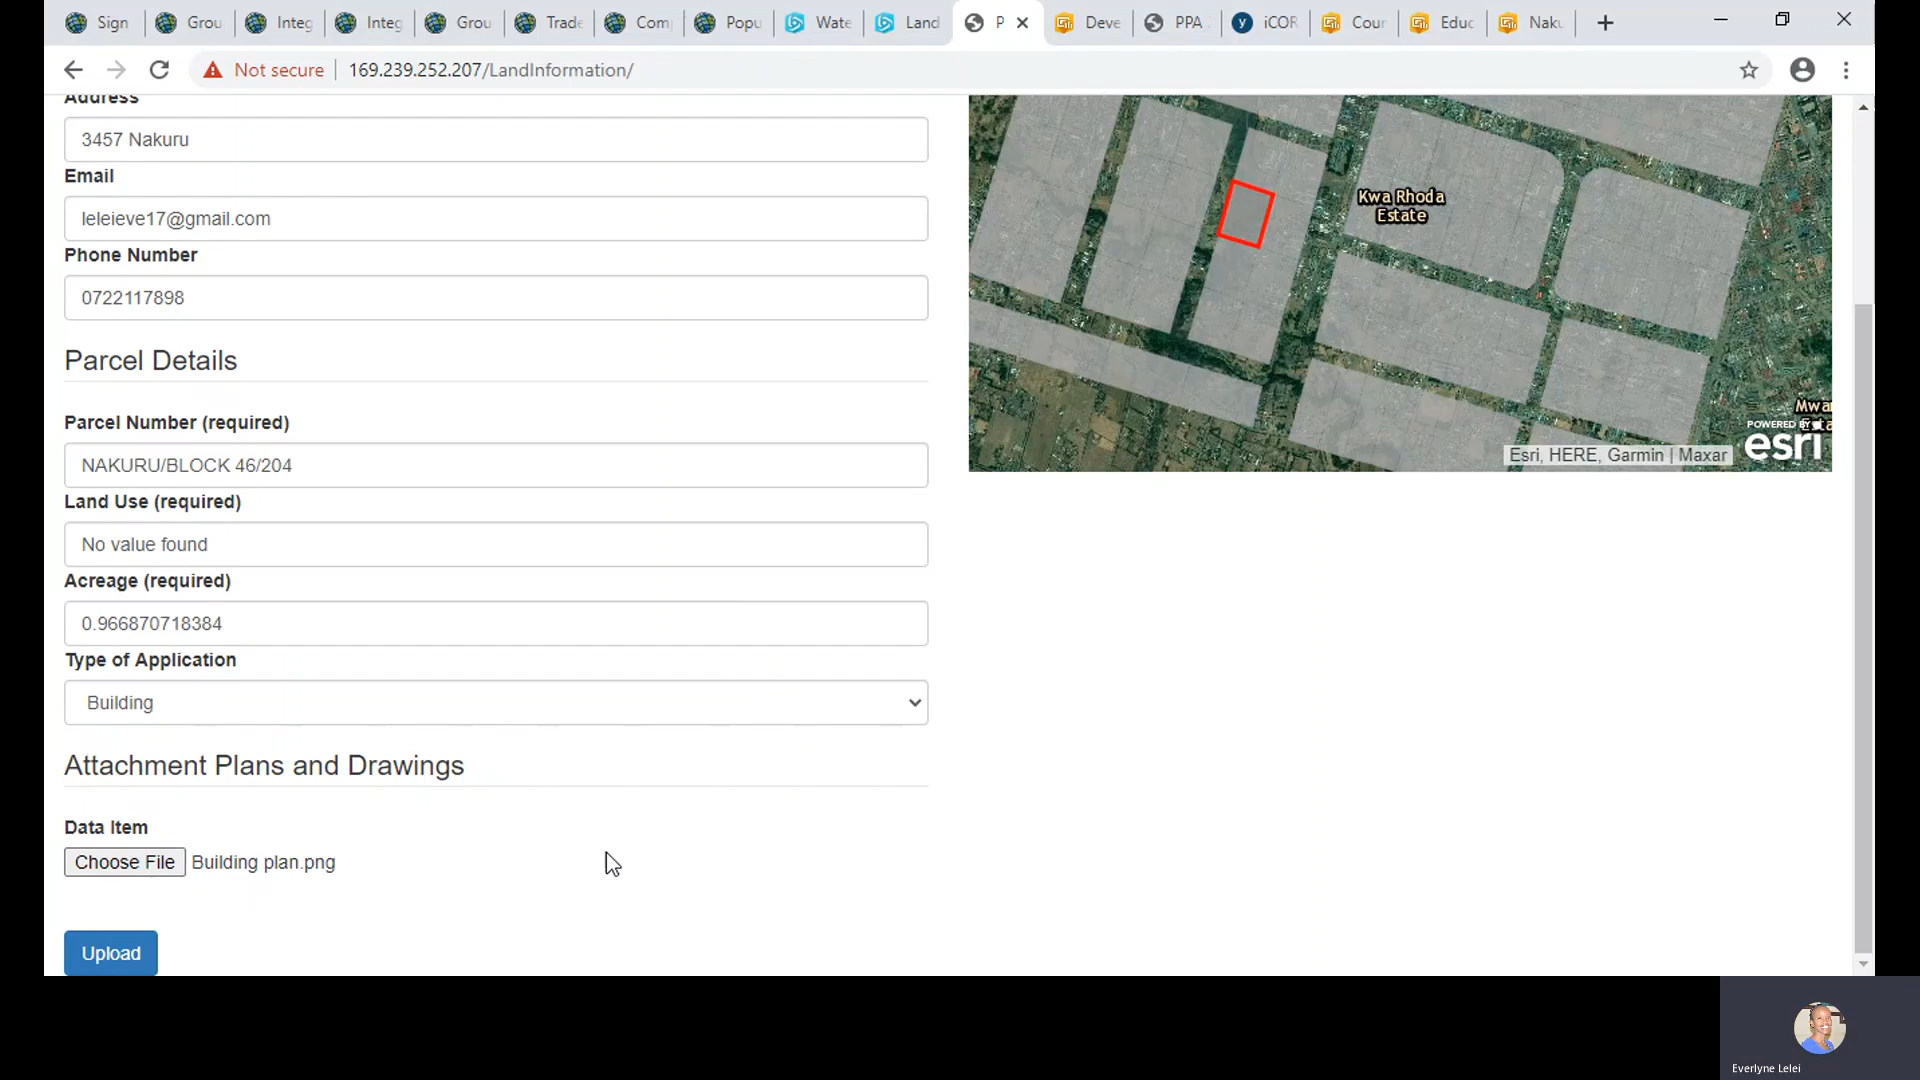 Sign
Grou
Integ
Integ
Grou
Trade
Com
Popu
Wate
Land
P
Deve
PPA
iCOR
Cour
Educ
Naku
Not secure
169.239.252.207/LandInformation/
Address
3457 Nakuru
Email
leleieve17@gmail.com
Phone Number
0722117898
Parcel Details
Parcel Number (required)
NAKURU/BLOCK 46/204
Land Use (required)
No value found
Acreage (required)
0.966870718384
Type of Application
Building
Attachment Plans and Drawings
Data Item
Choose File Building plan.png
Upload
Kwa Rhoda
Estate
Mwar
POWERED BY
esri
Esri, HERE, Garmin | Maxar
Everlyne Lelei